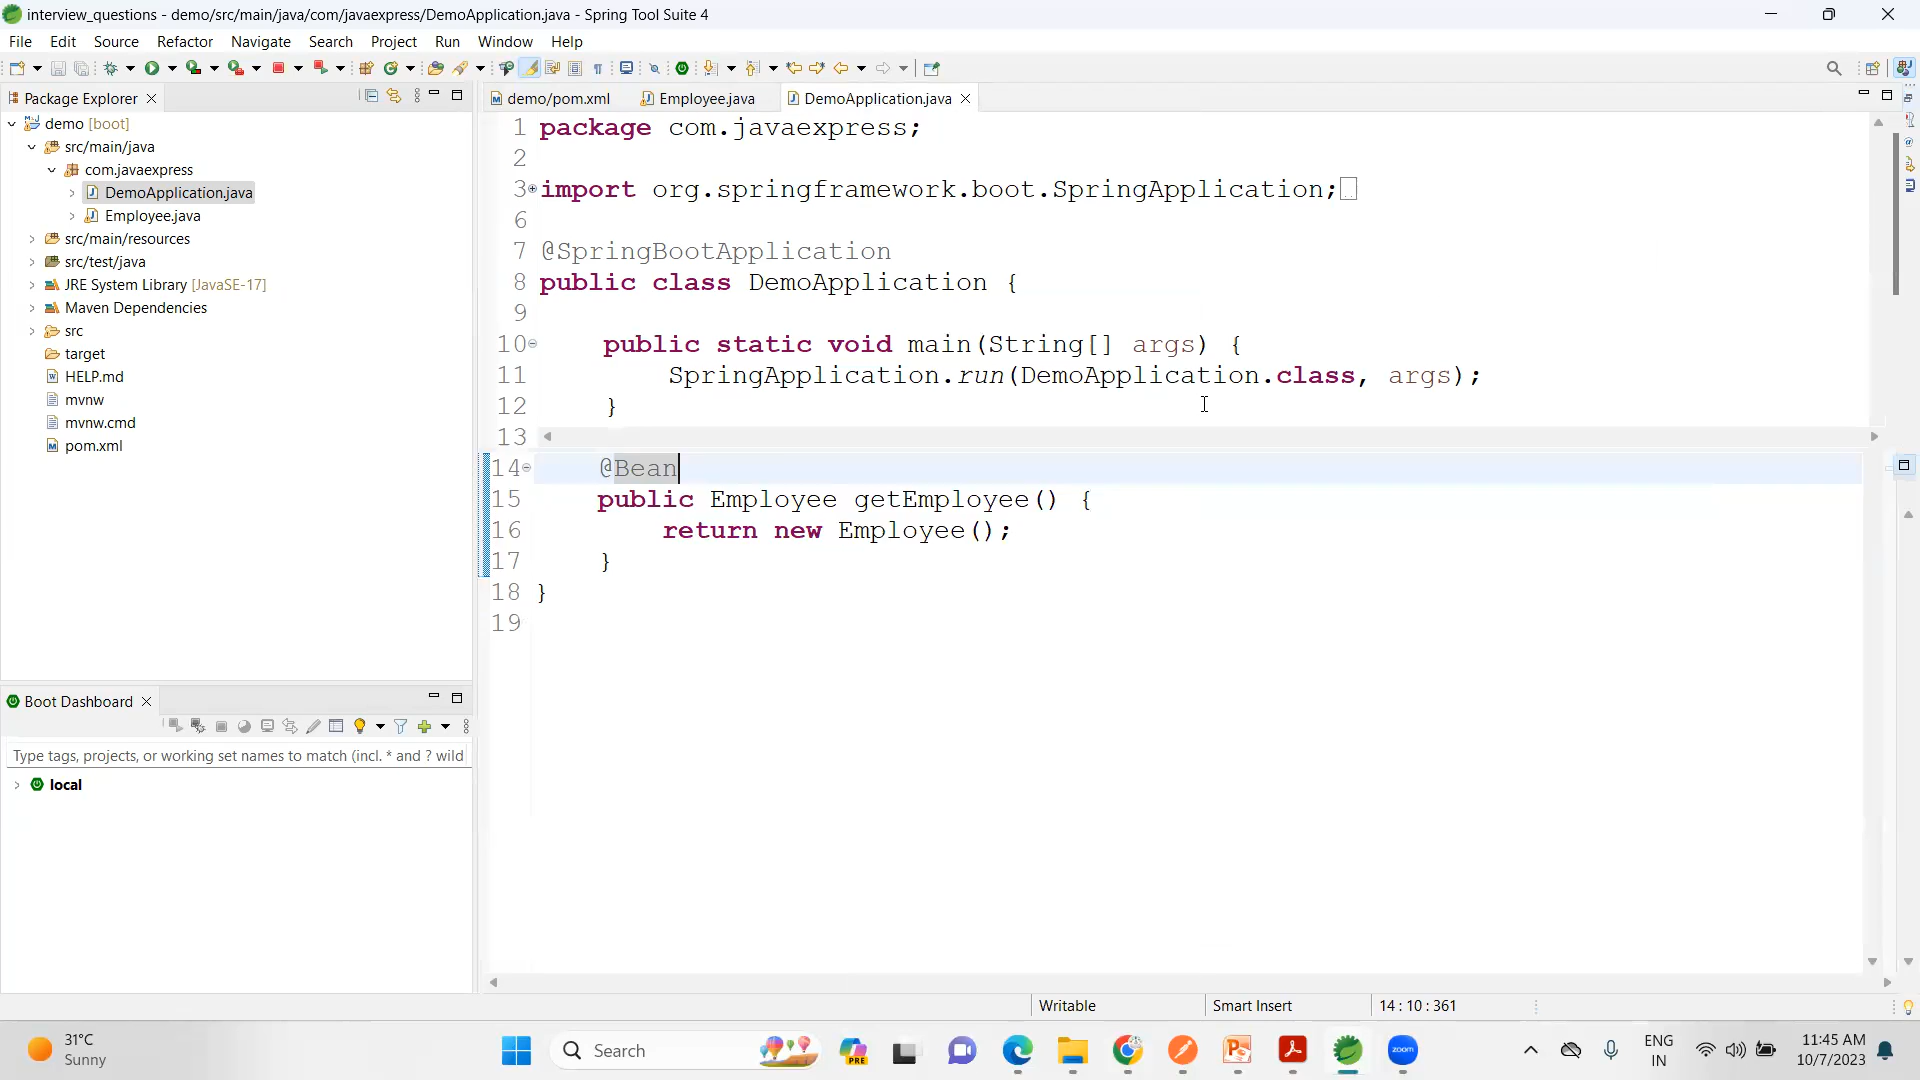 interview_questions - demo/src/main/java/com/javaexpress/DemoApplication.java - Spring Tool Suite 4
File Edit Source Refactor Navigate Search Project Run Window Help
Package Explorer
demo/pom.xml Employee.java DemoApplication.java
demo [boot]
src/main/java
com.javaexpress
DemoApplication.java
Employee.java
src/main/resources
src/test/java
JRE System Library [JavaSE-17]
Maven Dependencies
src
target
HELP.md
mvnw
mvnw.cmd
pom.xml
1 package com.javaexpress;
2
3 import org.springframework.boot.SpringApplication;
6
7 @SpringBootApplication
8 public class DemoApplication {
9
10 public static void main(String[] args) {
11 SpringApplication.run(DemoApplication.class, args);
12 }
13
14 @Bean
15 public Employee getEmployee() {
16 return new Employee();
17 }
18 }
19
Boot Dashboard
Type tags, projects, or working set names to match (incl. * and ? wild
local
Writable Smart Insert 14 : 10 : 361
31°C
Sunny
Search
PRE
zoom
ENG
IN
11:45 AM
10/7/2023